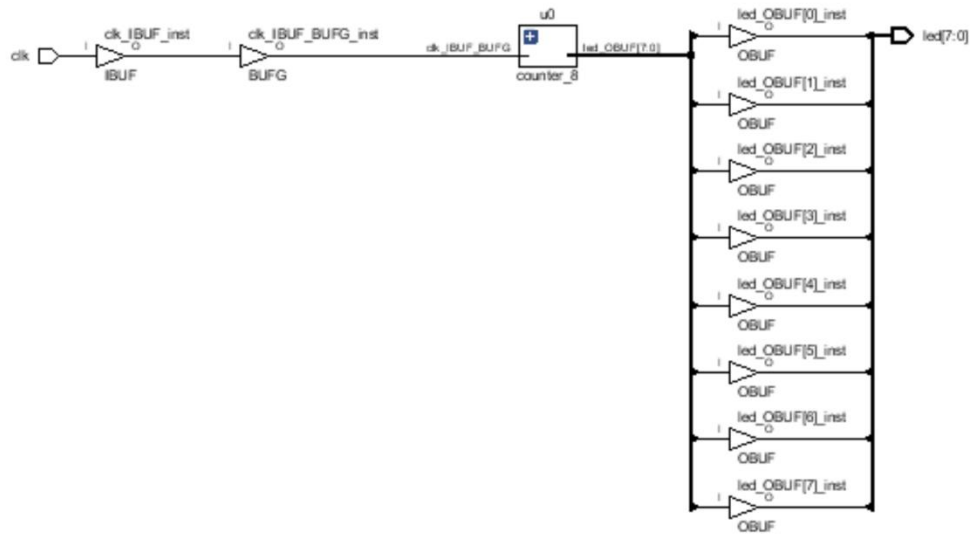 clk
clk_IBUF_inst
I
O
IBUF
clk_IBUF_BUFG_inst
I
O
BUFG
clk_IBUF_BUFG
u0
led_OBUF[7:0]
counter_8
led_OBUF[0]_inst
I
O
OBUF
led[7:0]
led_OBUF[1]_inst
I
O
OBUF
led_OBUF[2]_inst
I
O
OBUF
led_OBUF[3]_inst
I
O
OBUF
led_OBUF[4]_inst
I
O
OBUF
led_OBUF[5]_inst
I
O
OBUF
led_OBUF[6]_inst
I
O
OBUF
led_OBUF[7]_inst
I
O
OBUF